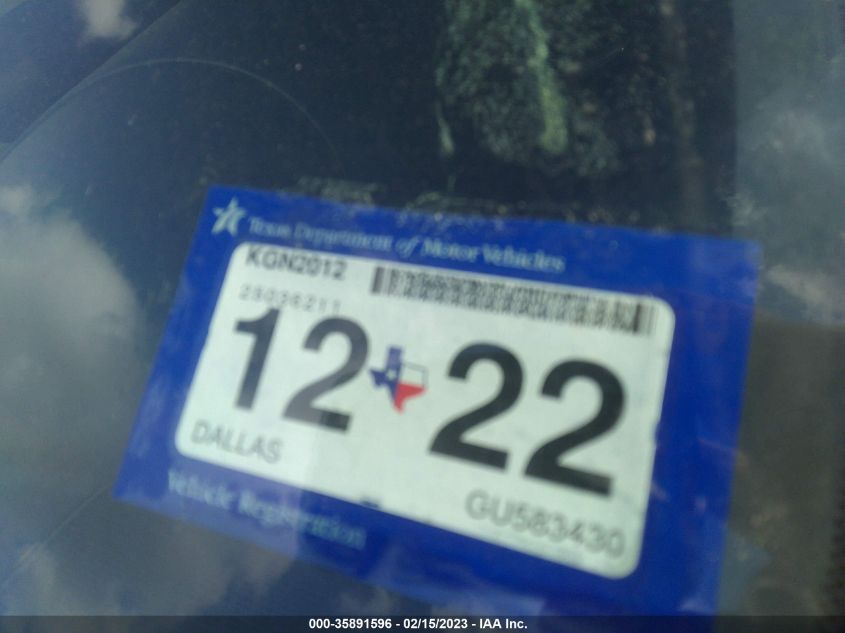 Texas Department of Motor Vehicles
KGN2012
28036211
12 22
DALLAS
GU583430
Vehicle Registration
000-35891596 - 02/15/2023 - IAA Inc.